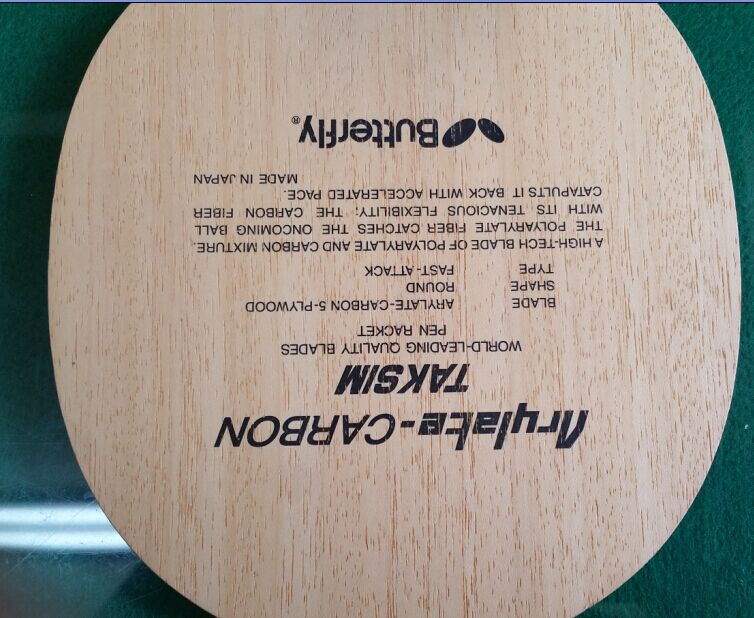 Arylate-CARBON
TAKSIM
WORLD-LEADING QUALITY BLADES
PEN RACKET
BLADE ARYLATE-CARBON 5-PLYWOOD
SHAPE ROUND
TYPE FAST-ATTACK
A HIGH-TECH BLADE OF POLYARYLATE AND CARBON MIXTURE.
THE POLYARYLATE FIBER CATCHES THE ONCOMING BALL
WITH ITS TENACIOUS FLEXIBILITY; THE CARBON FIBER
CATAPULTS IT BACK WITH ACCELERATED PACE.
MADE IN JAPAN
Butterfly®